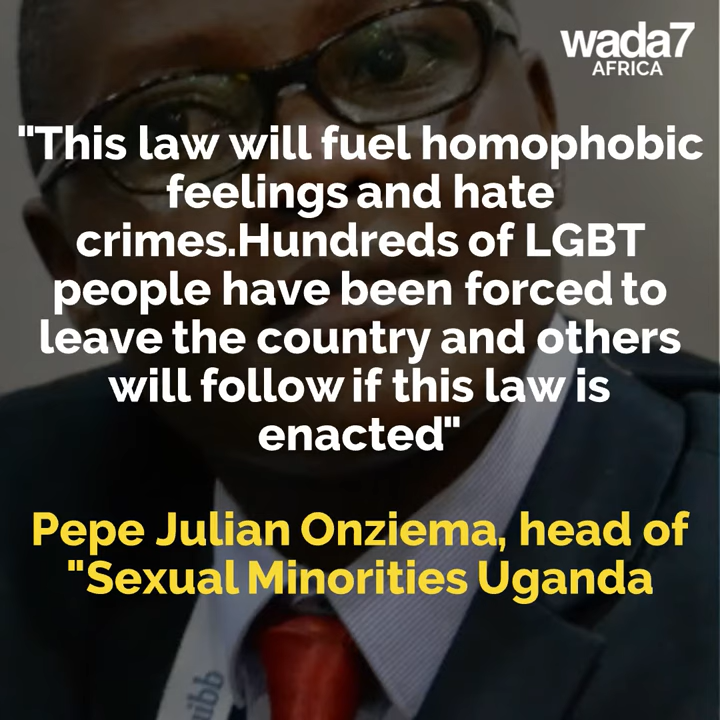 wada7
AFRICA
"This law will fuel homophobic
feelings and hate
crimes.Hundreds of LGBT
people have been forced to
leave the country and others
will follow if this law is
enacted"
Pepe Julian Onziema, head of
"Sexual Minorities Uganda